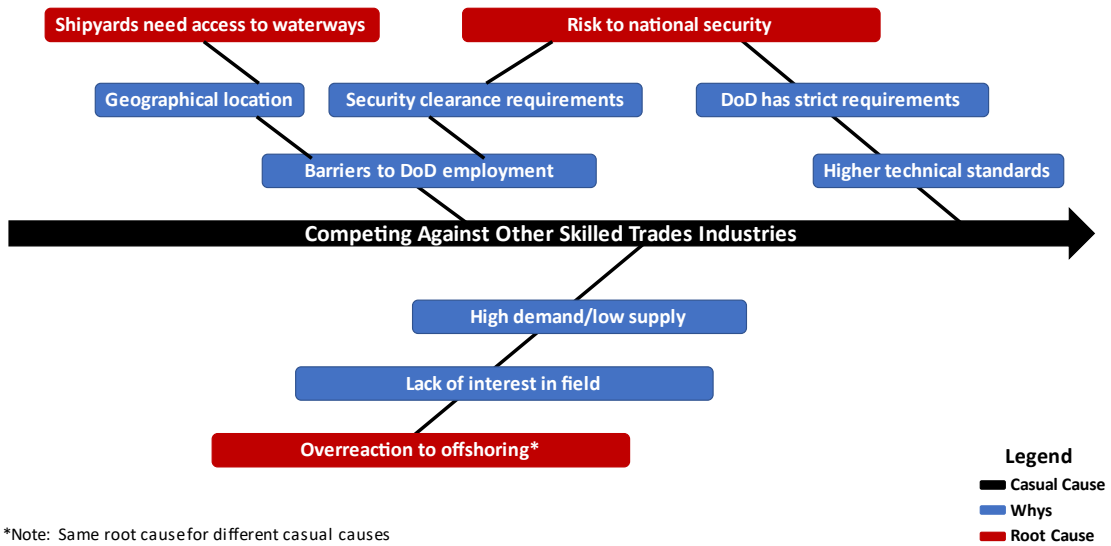 Shipyards need access to waterways
Risk to national security
Geographical location
Security clearance requirements
DoD has strict requirements
Barriers to DoD employment
Higher technical standards
Competing Against Other Skilled Trades Industries
High demand/low supply
Lack of interest in field
Overreaction to offshoring*
Legend
Casual Cause
Whys
Root Cause
*Note: Same root cause for different casual causes